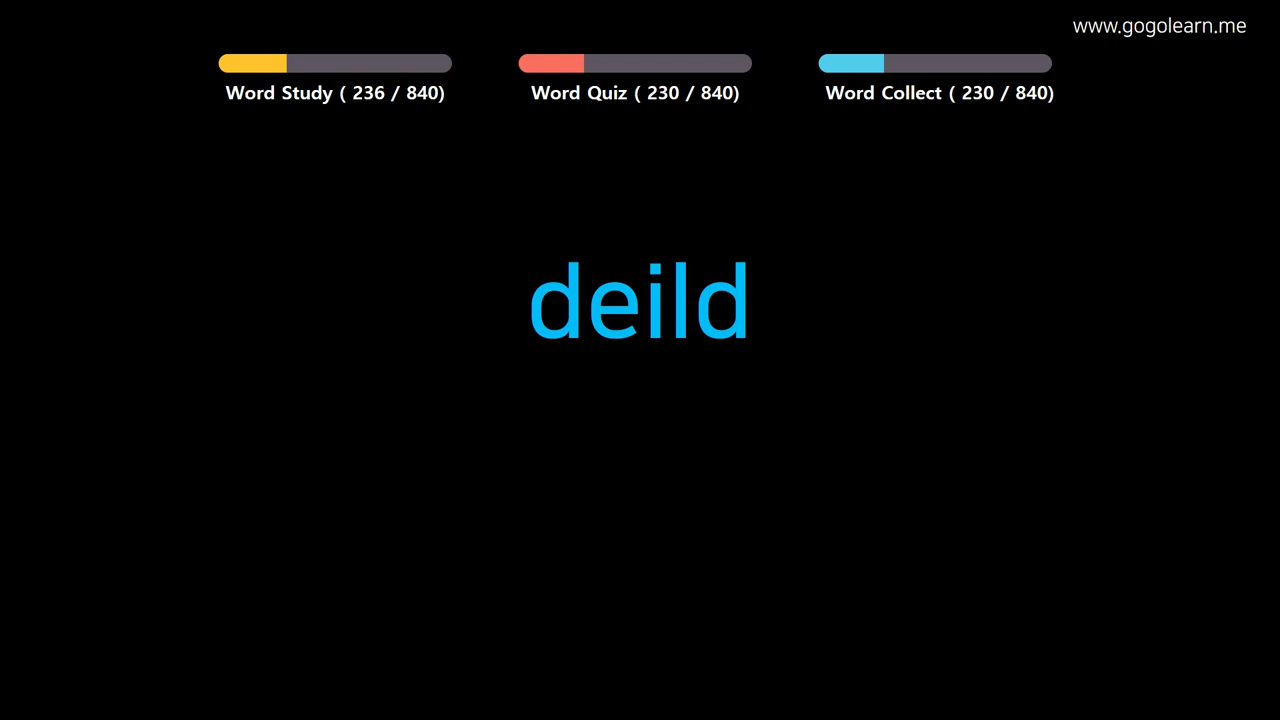 www.gogolearn.me
Word Study ( 236 / 840)
Word Quiz ( 230 / 840)
Word Collect ( 230 / 840)
deild